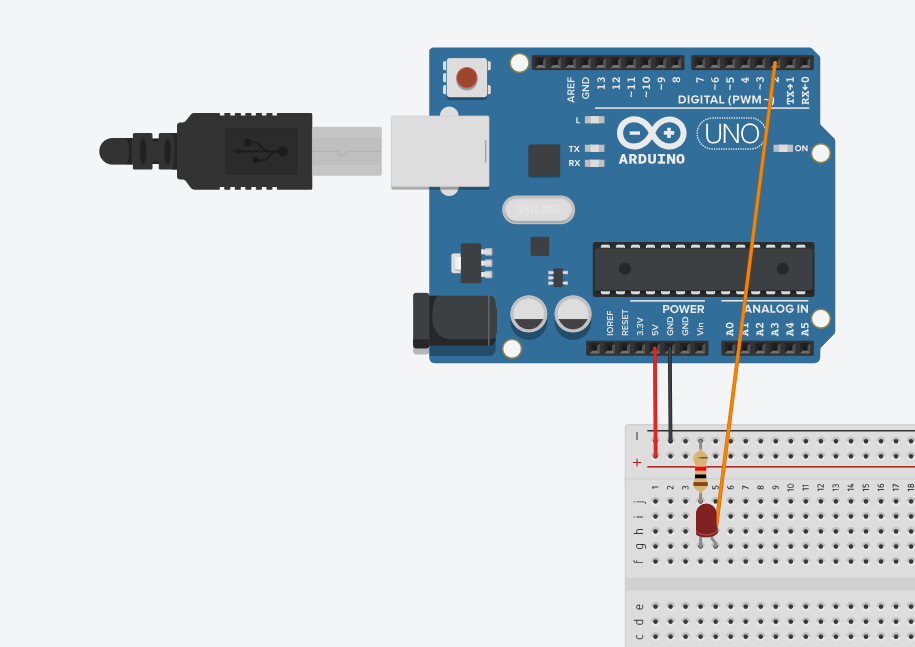 AREF GND 13 12 ~11 ~10 ~9 8 7 ~6 ~5 ~4 ~3 2 TX→1 RX←0
DIGITAL (PWM~)
L
TX
RX
ARDUINO
UNO
ON
POWER
ANALOG IN
IOREF RESET 3.3V 5V GND GND Vin A0 A1 A2 A3 A4 A5
−
+
1 2 3 5 6 7 8 9 10 11 12 13 14 15 16 17 18
j
i
h
g
f
e
d
c